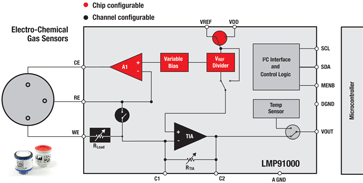 Chip configurable
Channel configurable
Electro-Chemical
Gas Sensors
VREF
VDD
CE
A1
Variable
Bias
VREF
Divider
I²C Interface
and
Control Logic
SCL
SDA
MENB
RE
Temp
Sensor
DGND
WE
RLoad
TIA
VOUT
RTIA
LMP91000
C1
C2
AGND
Microcontroller